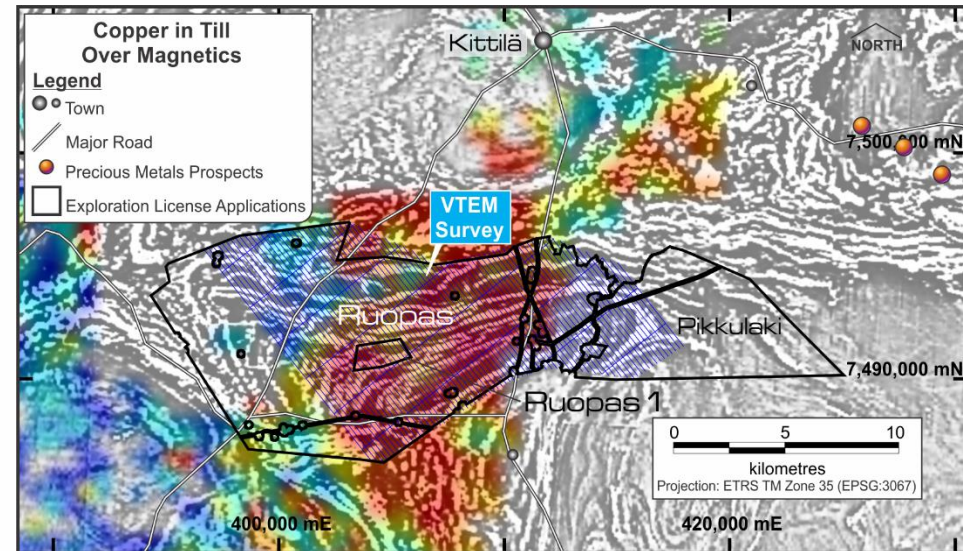 Copper in Till
Over Magnetics
Legend
Town
Major Road
Precious Metals Prospects
Exploration License Applications
Kittilä
NORTH
7,500,000 mN
VTEM
Survey
Ruopas
Pikkulaki
7,490,000 mN
Ruopas 1
0 5 10
kilometres
Projection: ETRS TM Zone 35 (EPSG:3067)
400,000 mE
420,000 mE